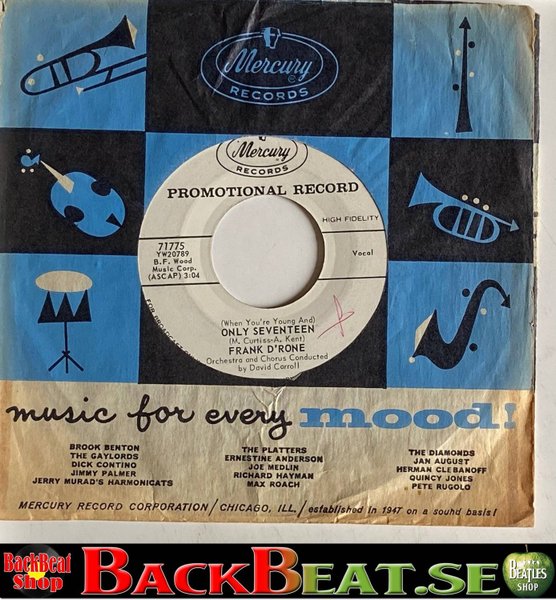 Mercury
RECORDS
Mercury
RECORDS
PROMOTIONAL RECORD
HIGH FIDELITY
71775
YW20789
B.F. Wood
Music Corp.
(ASCAP) 3:04
Vocal
(When You're Young And)
ONLY SEVENTEEN
(M. Curtiss-A. Kent)
FRANK D'RONE
Orchestra and Chorus Conducted
by David Carroll
music for every mood!
BROOK BENTON
THE GAYLORDS
DICK CONTINO
JIMMY PALMER
JERRY MURAD'S HARMONICATS
THE PLATTERS
ERNESTINE ANDERSON
JOE MEDLIN
RICHARD HAYMAN
MAX ROACH
THE DIAMONDS
JAN AUGUST
HERMAN CLEBANOFF
QUINCY JONES
PETE RUGOLO
MERCURY RECORD CORPORATION / CHICAGO, ILL. / established in 1947 on a sound basis!
BackBeat
Shop
BACKBEAT.SE
BEATLES
SHOP